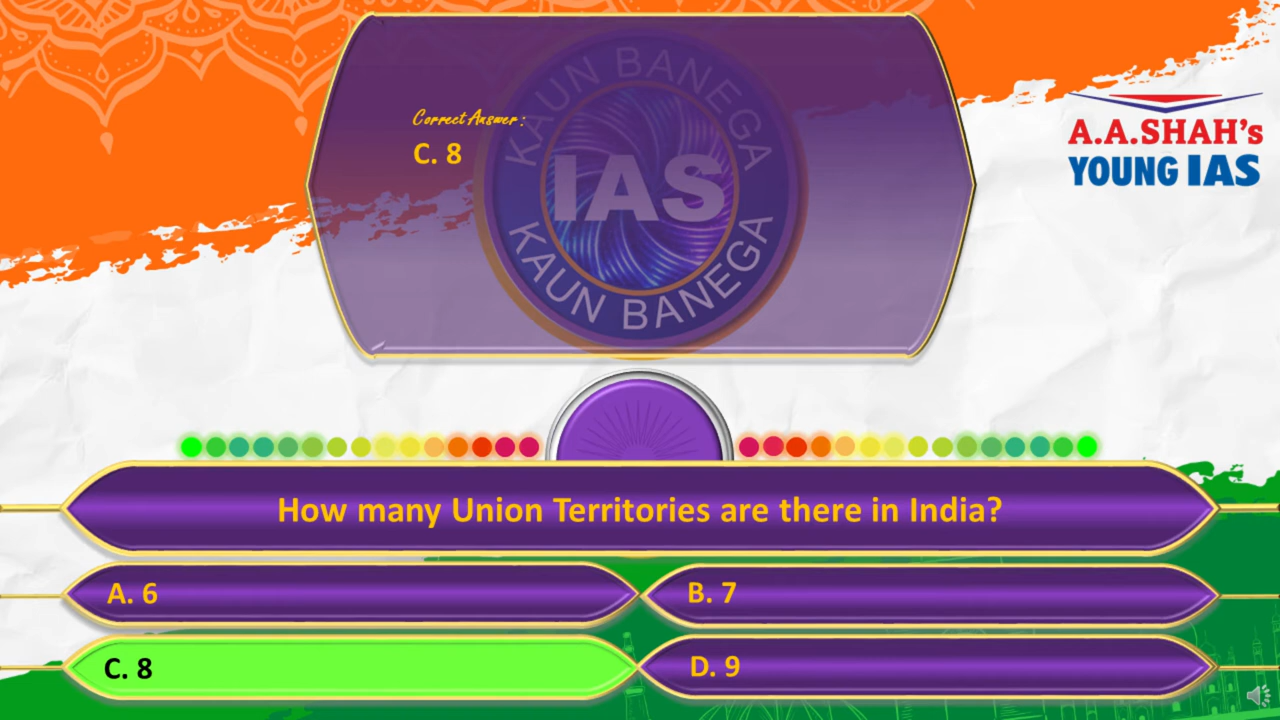 KAUN BANEGA
IAS
KAUN BANEGA
Correct Answer :
C. 8
A.A.SHAH's
YOUNG IAS
How many Union Territories are there in India?
A. 6
B. 7
C. 8
D. 9